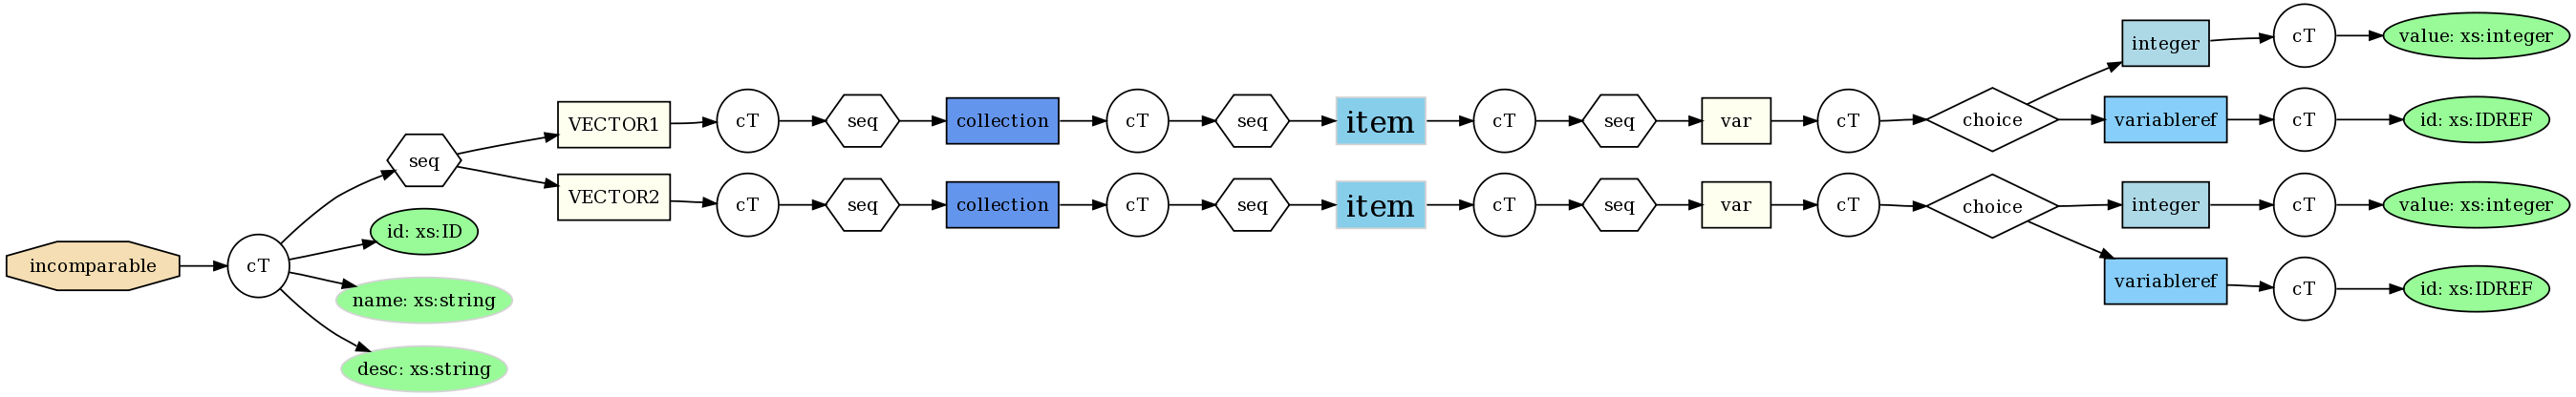 incomparable
cT
seq
id: xs:ID
name: xs:string
desc: xs:string
VECTOR1
cT
seq
collection
cT
seq
item
cT
seq
var
cT
choice
integer
cT
value: xs:integer
variableref
cT
id: xs:IDREF
VECTOR2
cT
seq
collection
cT
seq
item
cT
seq
var
cT
choice
integer
cT
value: xs:integer
variableref
cT
id: xs:IDREF